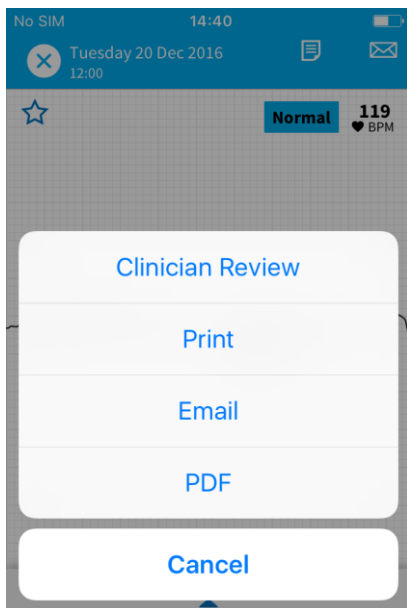 No SIM 14:40
Tuesday 20 Dec 2016
12:00
Normal 119
BPM
Clinician Review
Print
Email
PDF
Cancel